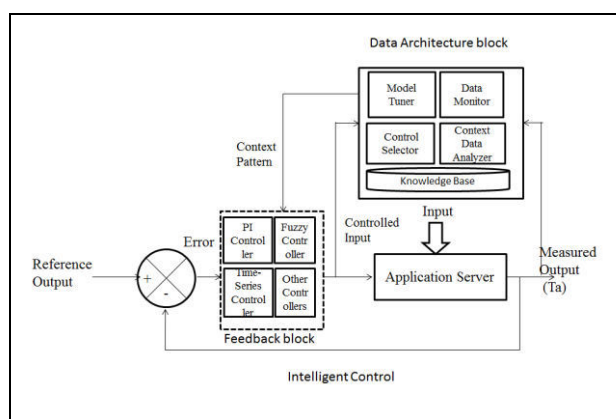 Data Architecture block
Model
Tuner
Data
Monitor
Control
Selector
Context
Data
Analyzer
Knowledge Base
Context
Pattern
Controlled
Input
Input
Error
PI
Control
ler
Fuzzy
Contr
oller
Time-
Series
Control
ler
Other
Contr
ollers
Feedback block
Reference
Output
+
-
Application Server
Measured
Output
(Ta)
Intelligent Control